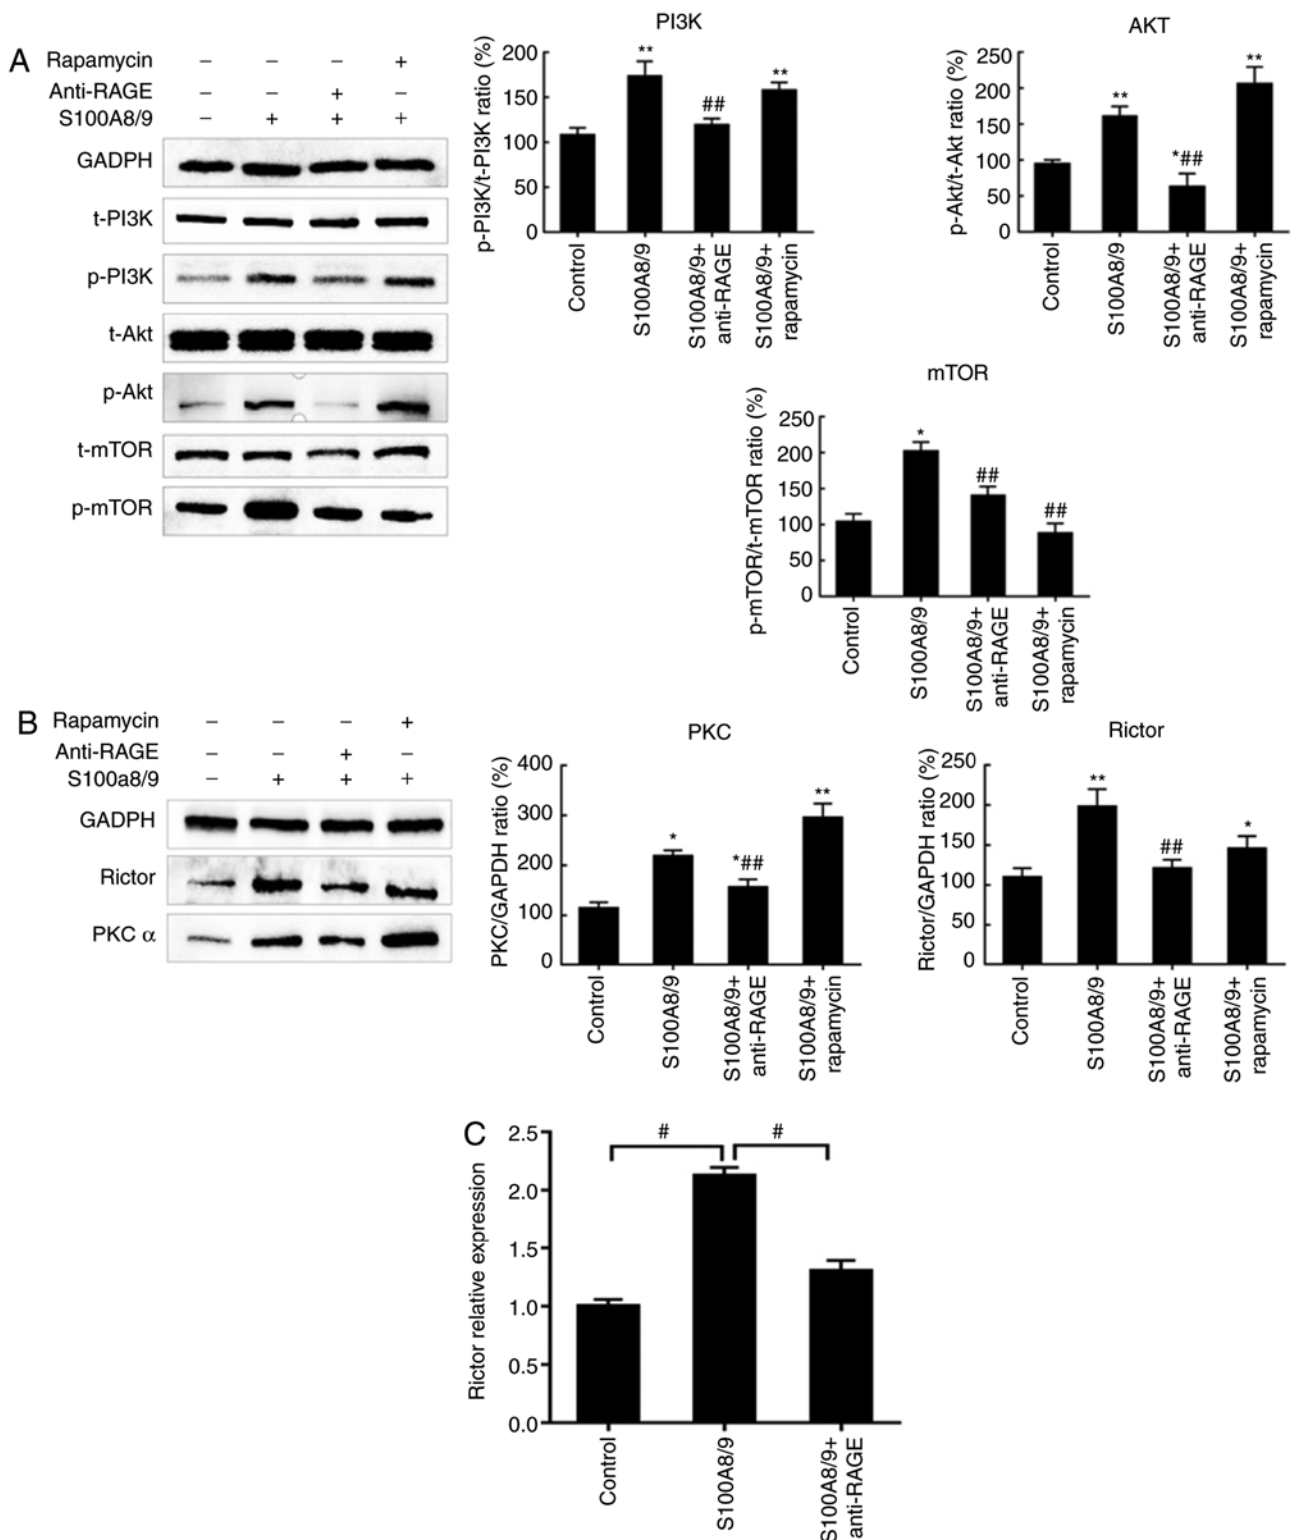 A
Rapamycin – – – +
Anti-RAGE – – + –
S100A8/9 – + + +
GADPH
t-PI3K
p-PI3K
t-Akt
p-Akt
t-mTOR
p-mTOR
PI3K
p-PI3K/t-PI3K ratio (%)
200
150
100
50
0
**
##
**
Control
S100A8/9
S100A8/9+
anti-RAGE
S100A8/9+
rapamycin
AKT
p-Akt/t-Akt ratio (%)
250
200
150
100
50
0
**
*##
**
Control
S100A8/9
S100A8/9+
anti-RAGE
S100A8/9+
rapamycin
mTOR
p-mTOR/t-mTOR ratio (%)
250
200
150
100
50
0
*
##
##
Control
S100A8/9
S100A8/9+
anti-RAGE
S100A8/9+
rapamycin
B
Rapamycin – – – +
Anti-RAGE – – + –
S100a8/9 – + + +
GADPH
Rictor
PKC α
PKC
PKC/GAPDH ratio (%)
400
300
200
100
0
*
*##
**
Control
S100A8/9
S100A8/9+
anti-RAGE
S100A8/9+
rapamycin
Rictor
Rictor/GAPDH ratio (%)
250
200
150
100
50
0
**
##
*
Control
S100A8/9
S100A8/9+
anti-RAGE
S100A8/9+
rapamycin
C
Rictor relative expression
2.5
2.0
1.5
1.0
0.5
0.0
#
#
Control
S100A8/9
S100A8/9+
anti-RAGE